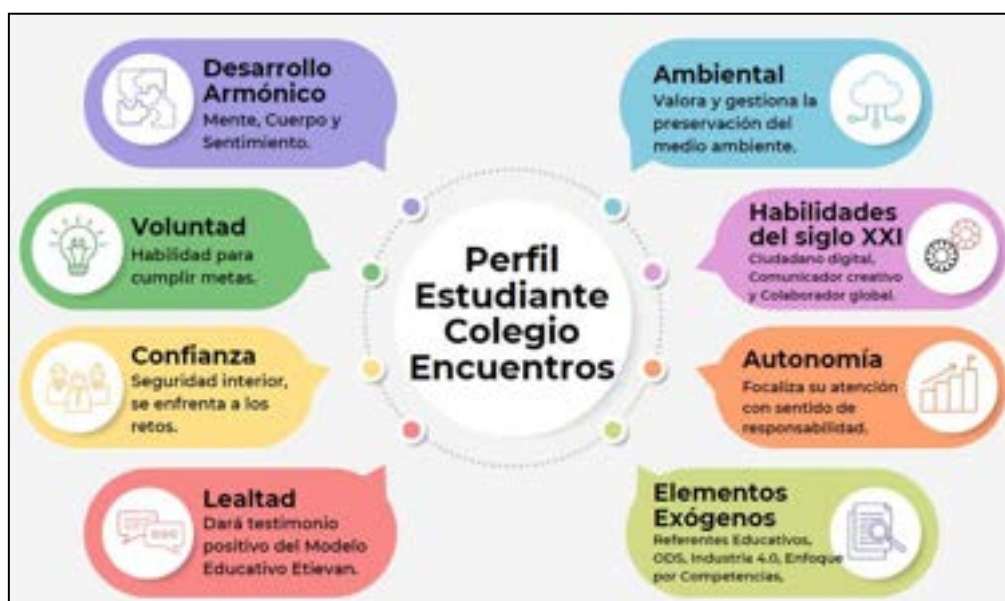 Desarrollo
Armónico
Mente, Cuerpo y
Sentimiento.
Voluntad
Habilidad para
cumplir metas.
Confianza
Seguridad interior,
se enfrenta a los
retos.
Lealtad
Dará testimonio
positivo del Modelo
Educativo Etievan.
Perfil
Estudiante
Colegio
Encuentros
Ambiental
Valora y gestiona la
preservación del
medio ambiente.
Habilidades
del siglo XXI
Ciudadano digital,
Comunicador creativo
y Colaborador global.
Autonomía
Focaliza su atención
con sentido de
responsabilidad.
Elementos
Exógenos
Referentes Educativos,
ODS, Industria 4.0, Enfoque
por Competencias,